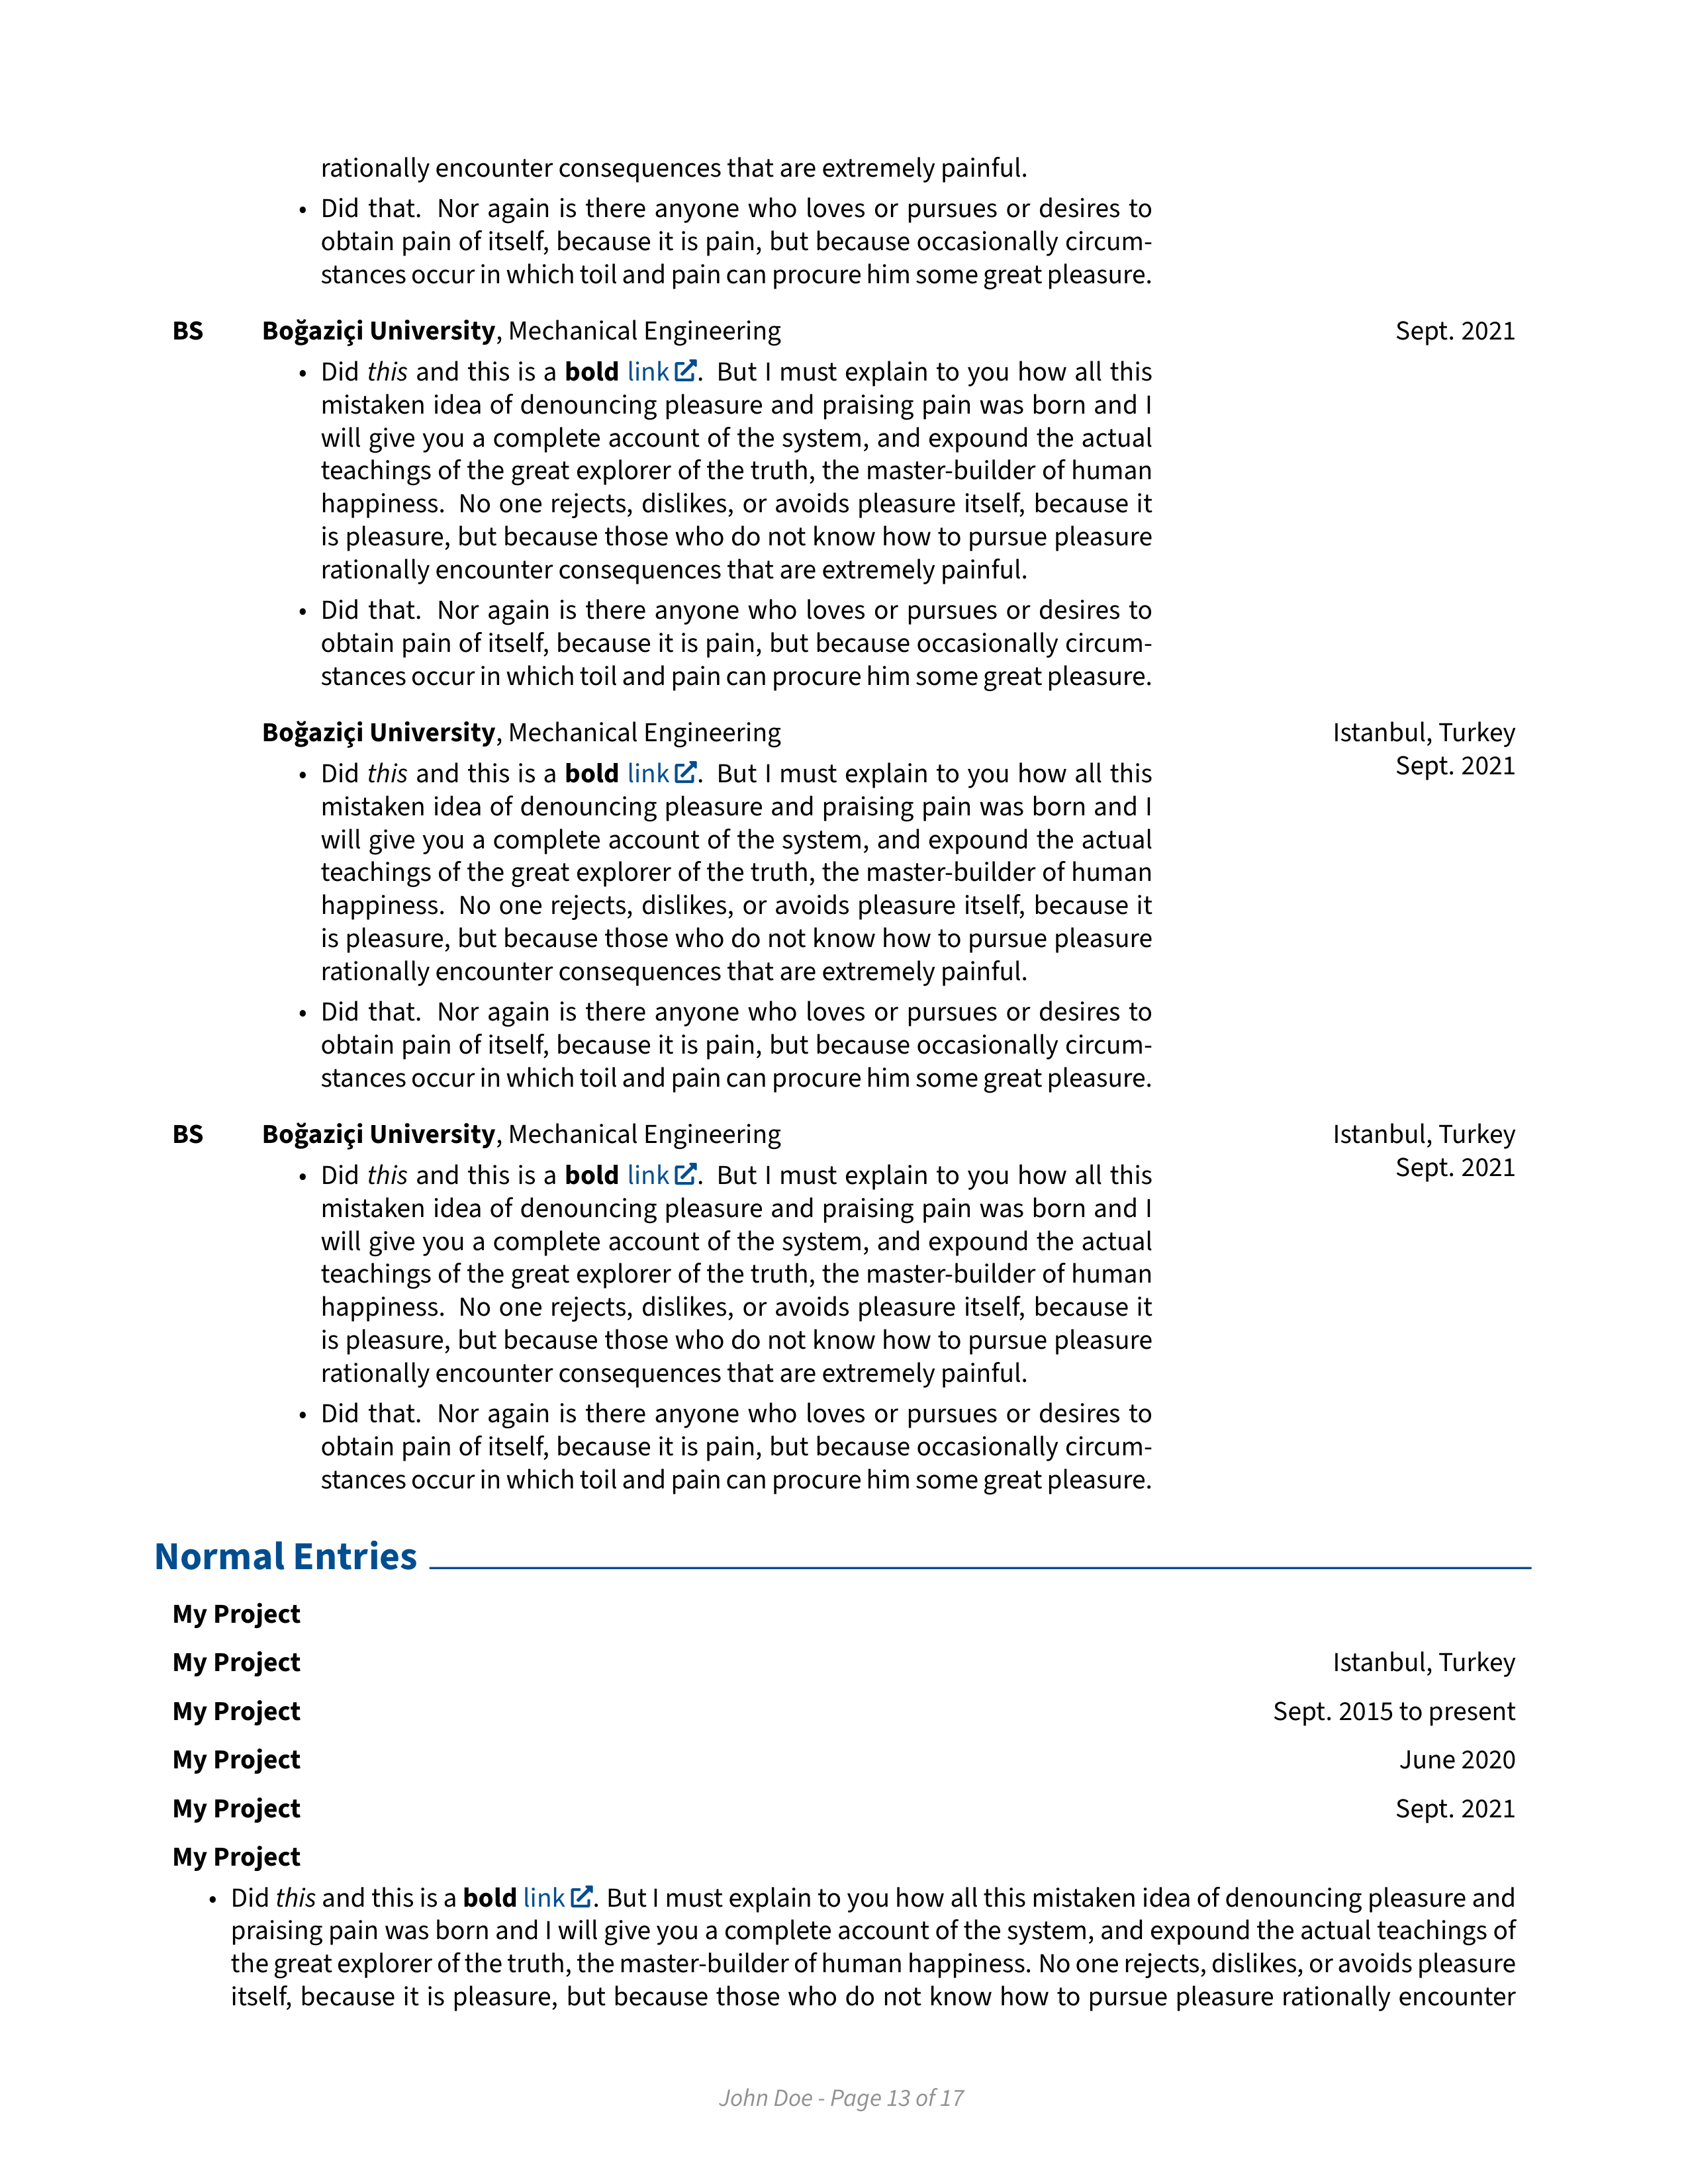 rationally encounter consequences that are extremely painful.
• Did that. Nor again is there anyone who loves or pursues or desires to
obtain pain of itself, because it is pain, but because occasionally circum-
stances occur in which toil and pain can procure him some great pleasure.
BS Boğaziçi University, Mechanical Engineering Sept. 2021
• Did this and this is a bold link. But I must explain to you how all this
mistaken idea of denouncing pleasure and praising pain was born and I
will give you a complete account of the system, and expound the actual
teachings of the great explorer of the truth, the master-builder of human
happiness. No one rejects, dislikes, or avoids pleasure itself, because it
is pleasure, but because those who do not know how to pursue pleasure
rationally encounter consequences that are extremely painful.
• Did that. Nor again is there anyone who loves or pursues or desires to
obtain pain of itself, because it is pain, but because occasionally circum-
stances occur in which toil and pain can procure him some great pleasure.
Boğaziçi University, Mechanical Engineering Istanbul, Turkey
Sept. 2021
• Did this and this is a bold link. But I must explain to you how all this
mistaken idea of denouncing pleasure and praising pain was born and I
will give you a complete account of the system, and expound the actual
teachings of the great explorer of the truth, the master-builder of human
happiness. No one rejects, dislikes, or avoids pleasure itself, because it
is pleasure, but because those who do not know how to pursue pleasure
rationally encounter consequences that are extremely painful.
• Did that. Nor again is there anyone who loves or pursues or desires to
obtain pain of itself, because it is pain, but because occasionally circum-
stances occur in which toil and pain can procure him some great pleasure.
BS Boğaziçi University, Mechanical Engineering Istanbul, Turkey
Sept. 2021
• Did this and this is a bold link. But I must explain to you how all this
mistaken idea of denouncing pleasure and praising pain was born and I
will give you a complete account of the system, and expound the actual
teachings of the great explorer of the truth, the master-builder of human
happiness. No one rejects, dislikes, or avoids pleasure itself, because it
is pleasure, but because those who do not know how to pursue pleasure
rationally encounter consequences that are extremely painful.
• Did that. Nor again is there anyone who loves or pursues or desires to
obtain pain of itself, because it is pain, but because occasionally circum-
stances occur in which toil and pain can procure him some great pleasure.
Normal Entries
My Project
My Project Istanbul, Turkey
My Project Sept. 2015 to present
My Project June 2020
My Project Sept. 2021
My Project
• Did this and this is a bold link. But I must explain to you how all this mistaken idea of denouncing pleasure and
praising pain was born and I will give you a complete account of the system, and expound the actual teachings of
the great explorer of the truth, the master-builder of human happiness. No one rejects, dislikes, or avoids pleasure
itself, because it is pleasure, but because those who do not know how to pursue pleasure rationally encounter
John Doe - Page 13 of 17